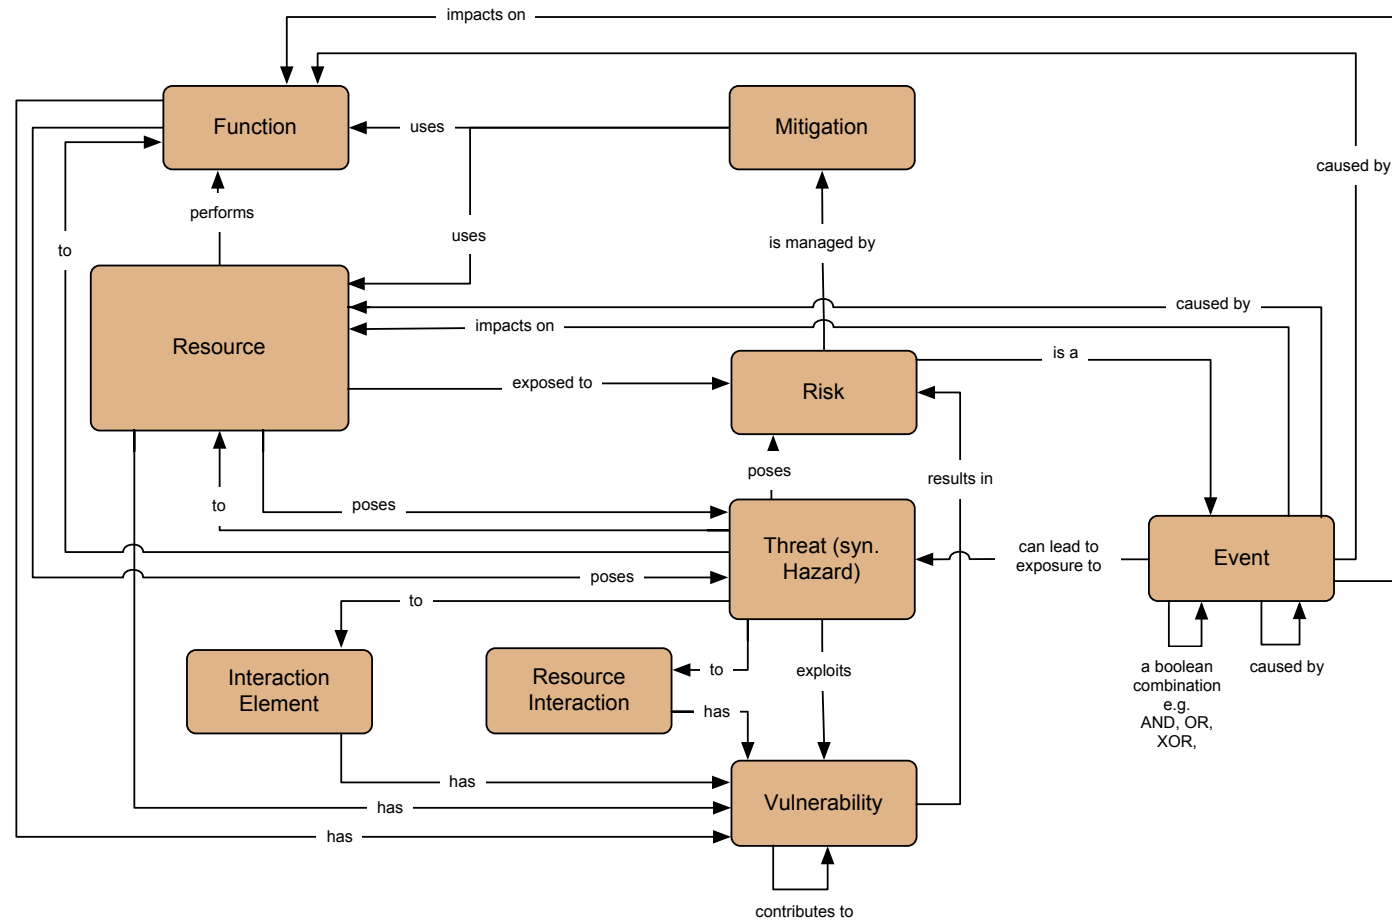 impacts on
Function
uses
Mitigation
caused by
performs
uses
is managed by
to
Resource
caused by
impacts on
is a
exposed to
Risk
poses
results in
to
poses
Threat (syn.
Hazard)
can lead to
exposure to
Event
poses
to
Interaction
Element
Resource
Interaction
to
exploits
a boolean
combination
e.g.
AND, OR,
XOR,
caused by
has
has
has
has
Vulnerability
contributes to